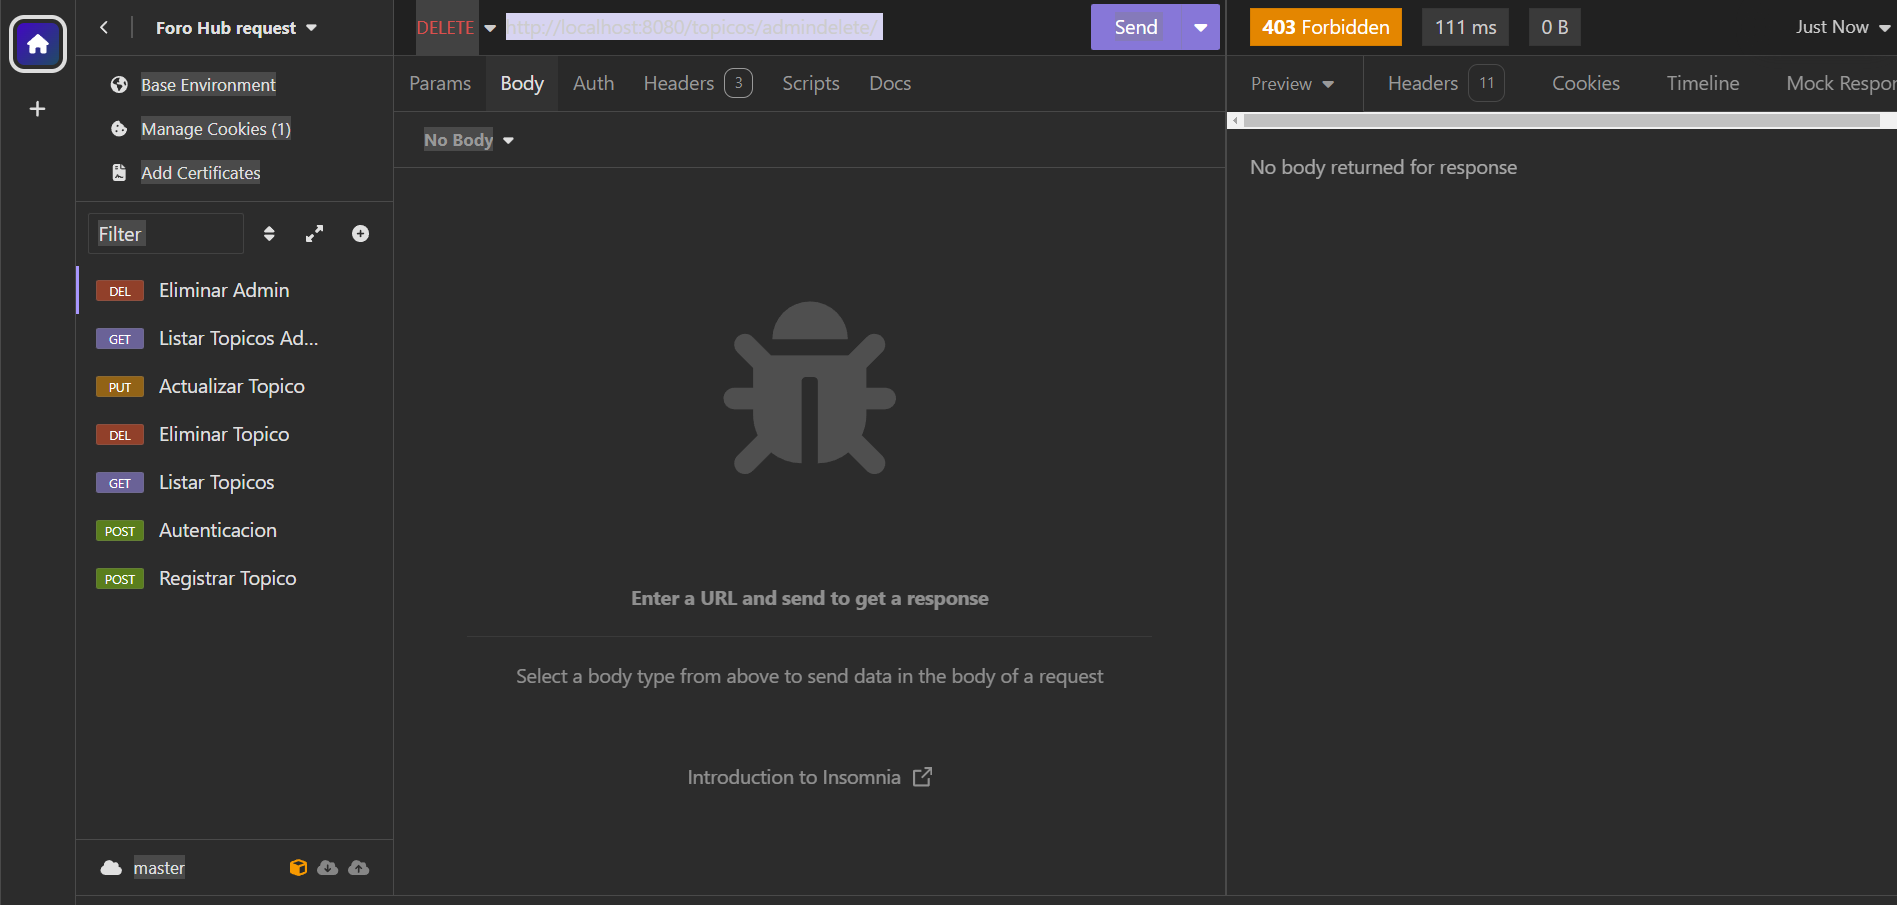 Foro Hub request
Base Environment
Manage Cookies (1)
Add Certificates
Filter
DEL Eliminar Admin
GET Listar Topicos Ad...
PUT Actualizar Topico
DEL Eliminar Topico
GET Listar Topicos
POST Autenticacion
POST Registrar Topico
master
DELETE http://localhost:8080/topicos/admindelete/ Send
Params Body Auth Headers 3 Scripts Docs
No Body
Enter a URL and send to get a response
Select a body type from above to send data in the body of a request
Introduction to Insomnia
403 Forbidden 111 ms 0 B Just Now
Preview Headers 11 Cookies Timeline Mock Respor
No body returned for response